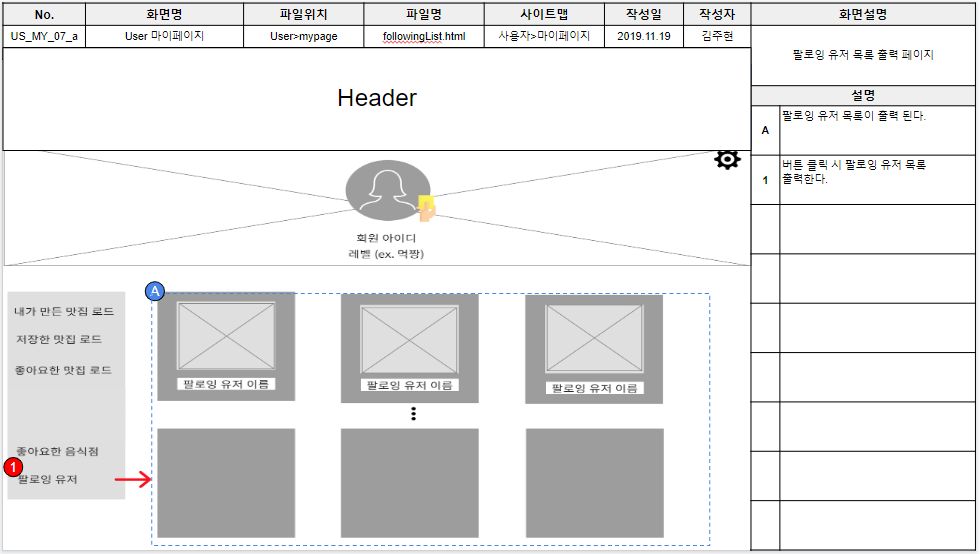 No. 화면명 파일위치 파일명 사이트맵 작성일 작성자 화면설명
US_MY_07_a User 마이페이지 User>mypage followingList.html 사용자>마이페이지 2019.11.19 김주현
팔로잉 유저 목록 출력 페이지
Header
설명
A 팔로잉 유저 목록이 출력 된다.
1 버튼 클릭 시 팔로잉 유저 목록
출력한다.
회원 아이디
레벨 (ex. 먹짱)
A
내가 만든 맛집 로드
저장한 맛집 로드
좋아요한 맛집 로드
좋아요한 음식점
1
팔로잉 유저
팔로잉 유저 이름
팔로잉 유저 이름
팔로잉 유저 이름